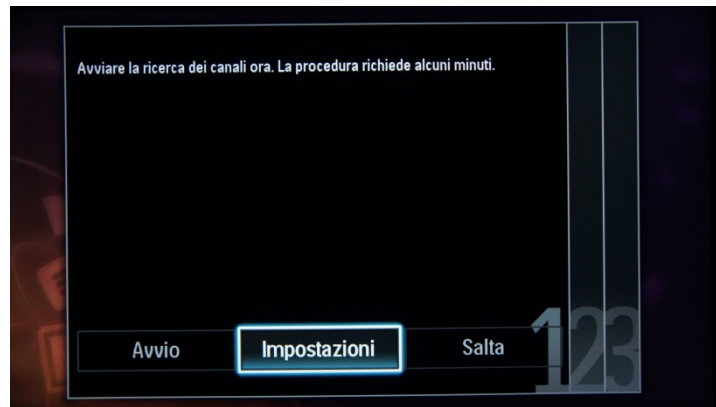 Avviare la ricerca dei canali ora. La procedura richiede alcuni minuti.
Avvio Impostazioni Salta
123